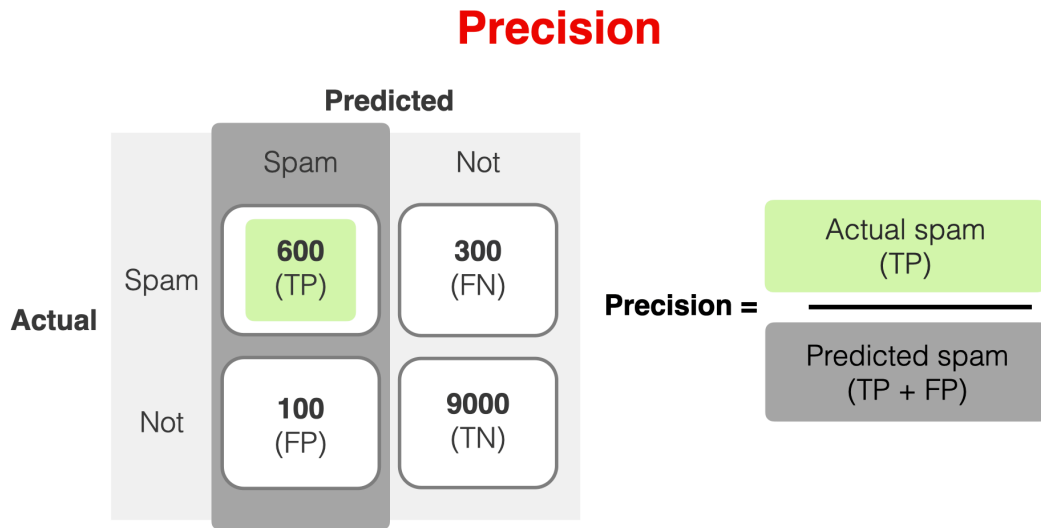 Precision
Predicted
Spam
Not
Spam
600
(TP)
300
(FN)
Actual
Not
100
(FP)
9000
(TN)
Precision =
Actual spam
(TP)
Predicted spam
(TP + FP)